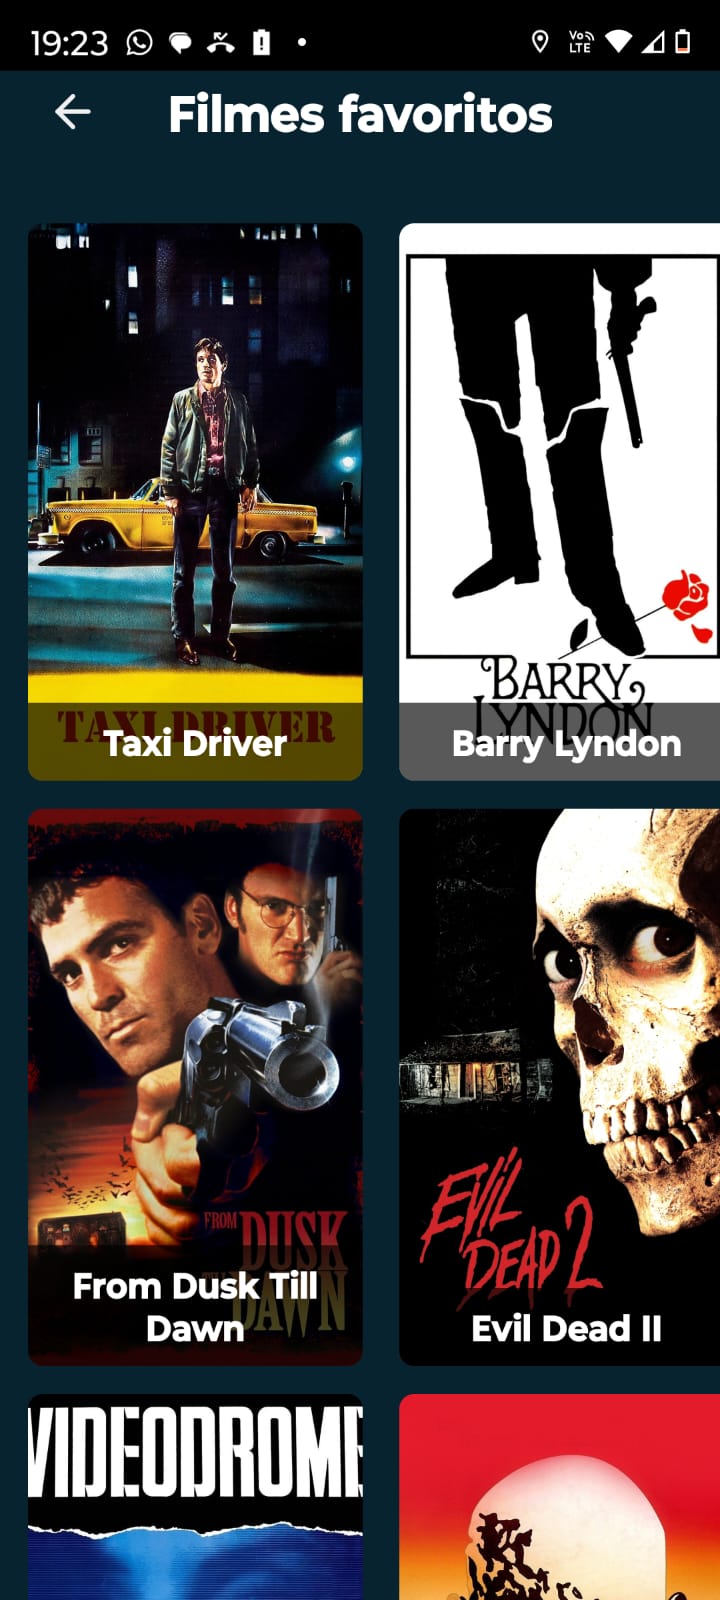 19:23
Vo))
LTE
Filmes favoritos
TAXI DRIVER
Taxi Driver
BARRY
LYNDON
Barry Lyndon
FROM DUSK
DAWN
From Dusk Till
Dawn
EVIL
DEAD 2
Evil Dead II
VIDEODROME